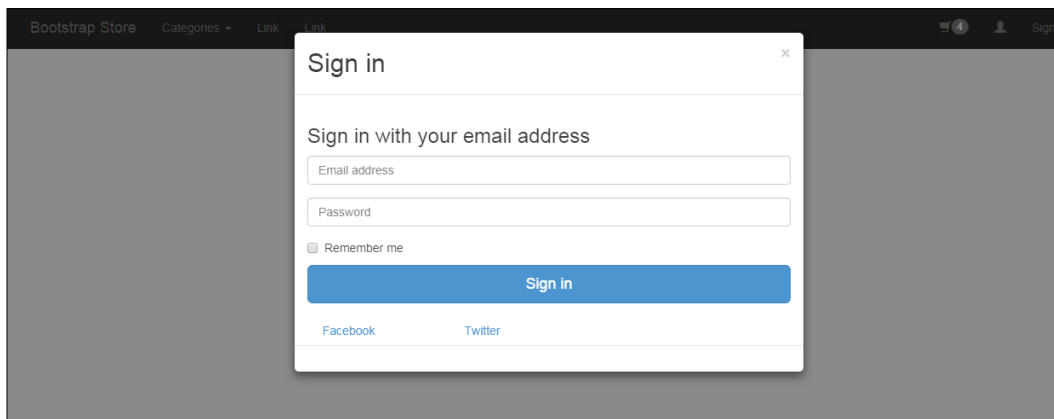 Bootstrap Store Categories Link Link 4 Sign
Sign in ×
Sign in with your email address
Email address
Password
Remember me
Sign in
Facebook Twitter